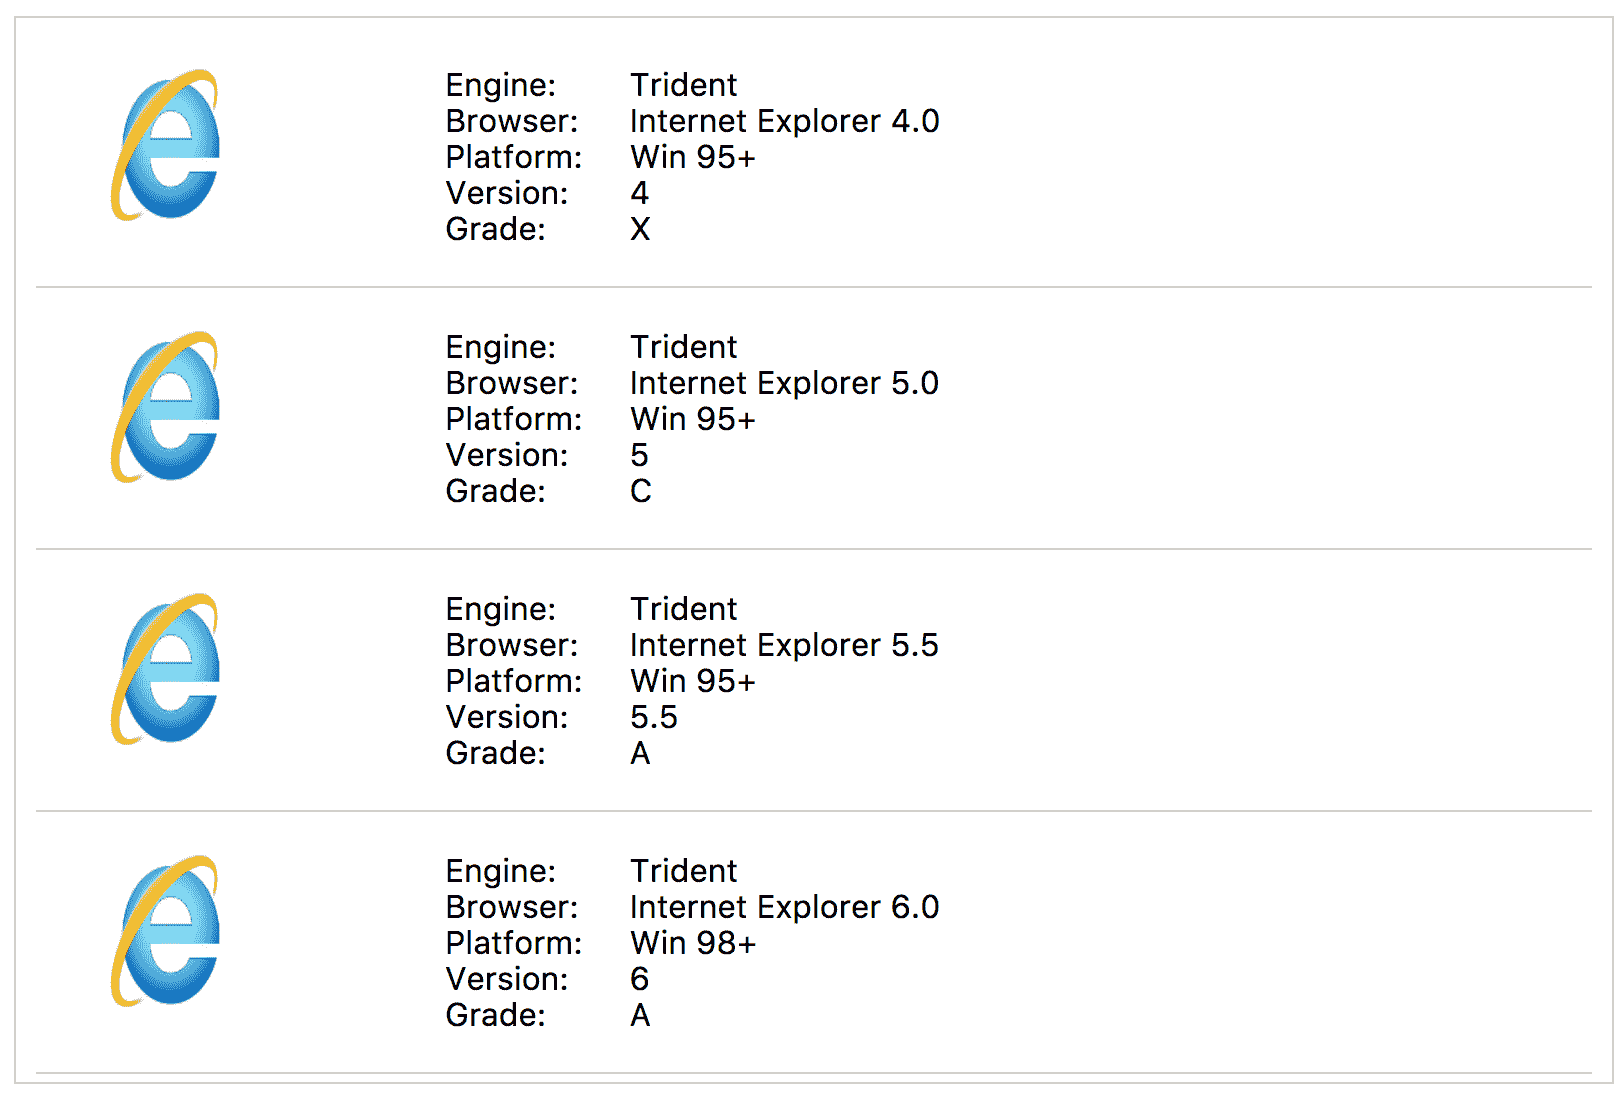 Engine: Trident
Browser: Internet Explorer 4.0
Platform: Win 95+
Version: 4
Grade: X
Engine: Trident
Browser: Internet Explorer 5.0
Platform: Win 95+
Version: 5
Grade: C
Engine: Trident
Browser: Internet Explorer 5.5
Platform: Win 95+
Version: 5.5
Grade: A
Engine: Trident
Browser: Internet Explorer 6.0
Platform: Win 98+
Version: 6
Grade: A